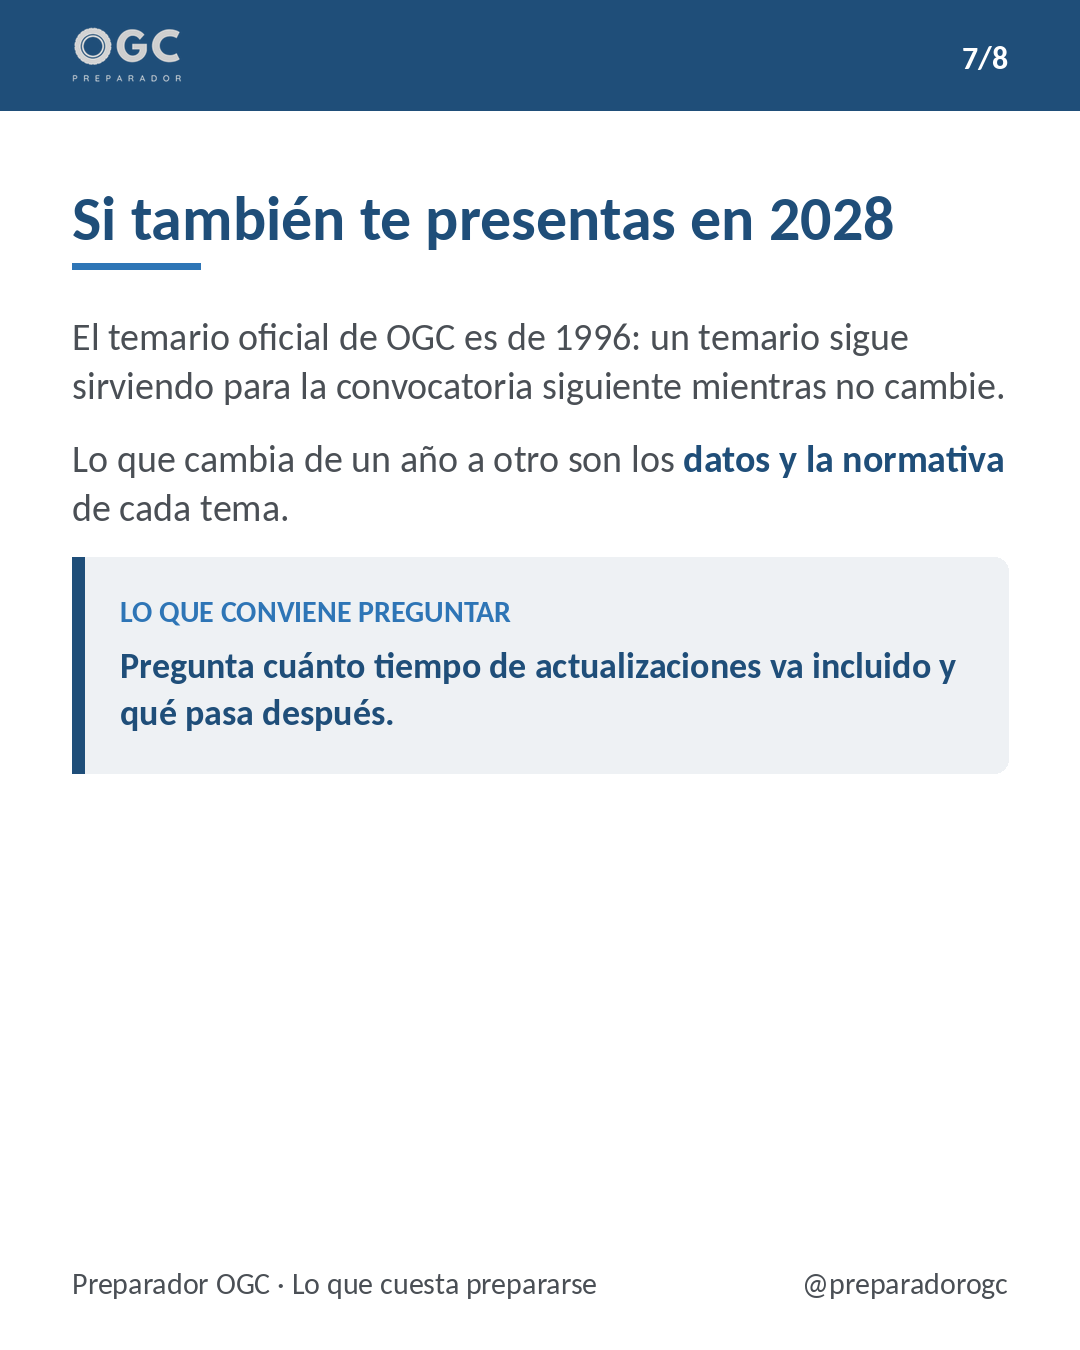 OGC
PREPARADOR
7/8
Si también te presentas en 2028
El temario oficial de OGC es de 1996: un temario sigue
sirviendo para la convocatoria siguiente mientras no cambie.
Lo que cambia de un año a otro son los datos y la normativa
de cada tema.
LO QUE CONVIENE PREGUNTAR
Pregunta cuánto tiempo de actualizaciones va incluido y
qué pasa después.
Preparador OGC · Lo que cuesta prepararse
@preparadorogc